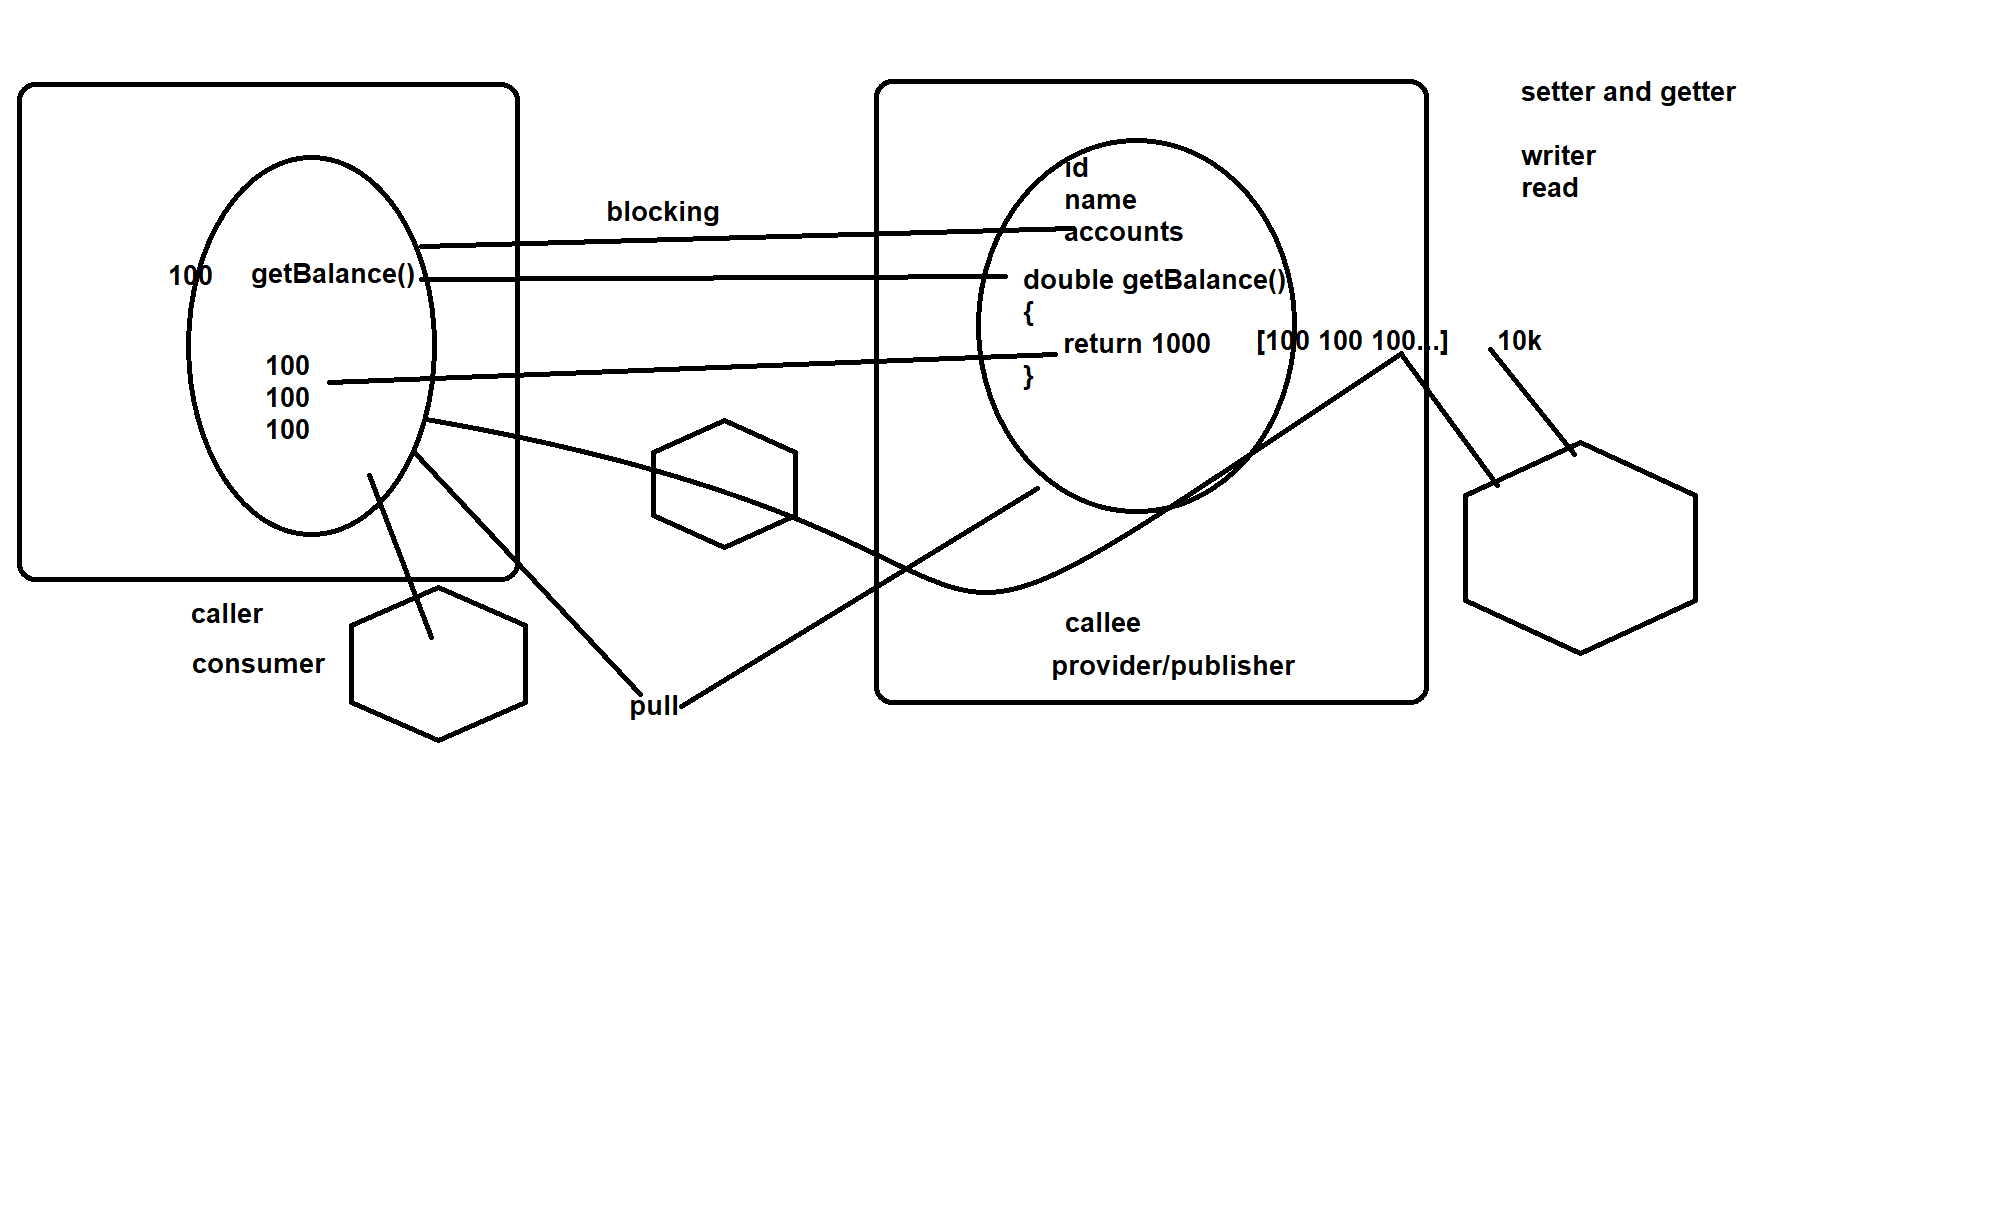 setter and getter
writer
read
blocking
id
name
accounts
100 getBalance()
double getBalance()
{
return 1000 [100 100 100...] 10k
}
100
100
100
caller
consumer
callee
provider/publisher
pull